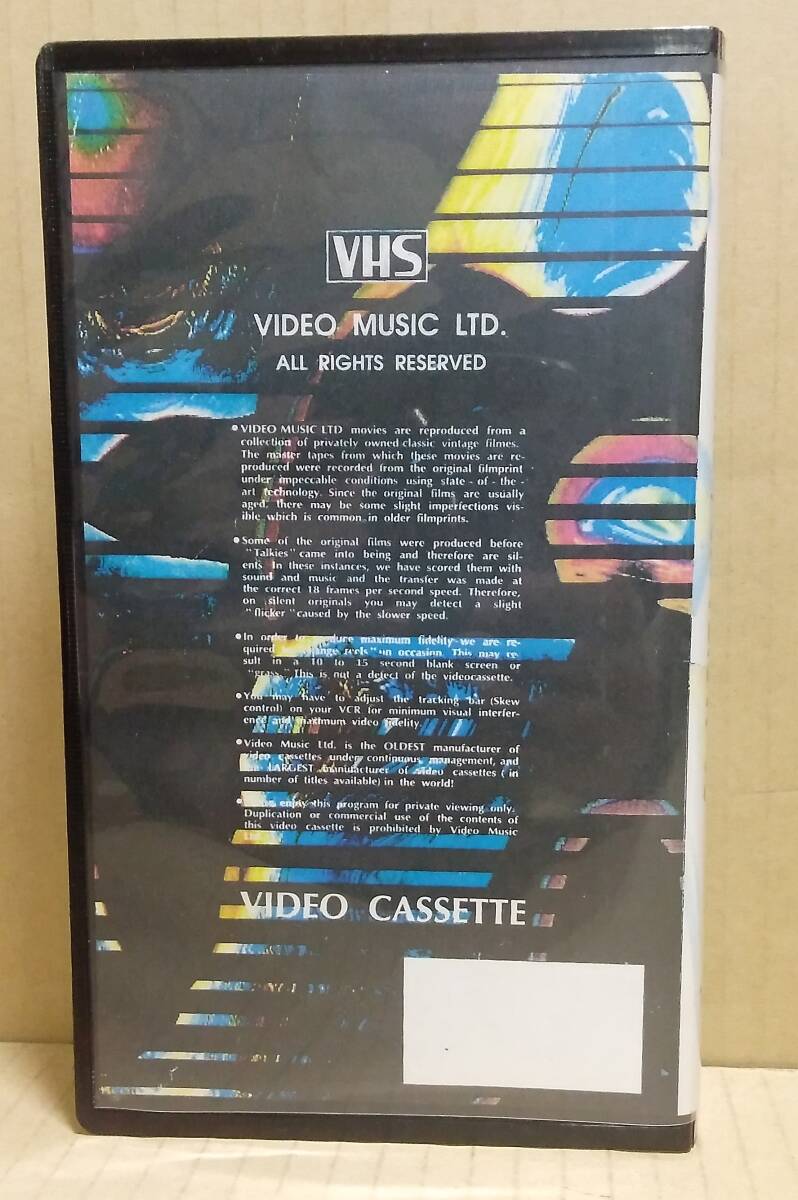 VHS
VIDEO MUSIC LTD.
ALL RIGHTS RESERVED
• VIDEO MUSIC LTD movies are reproduced from a
collection of privately owned classic vintage filmes.
The master tapes from which these movies are re-
produced were recorded from the original filmprint
under impeccable conditions using state - of - the -
art technology. Since the original films are usually
aged, there may be some slight imperfections vis-
ible which is common in older filmprints.
• Some of the original films were produced before
"Talkies" came into being and therefore are sil-
ents in these instances, we have scored them with
sound and music and the transfer was made at
the correct 18 frames per second speed. Therefore,
on silent originals you may detect a slight
"flicker" caused by the slower speed.
• In order maximum fidelity we are re-
quired reels" on occasion. This may re-
sult in a 10 to 15 second blank screen or
This is not a defect of the videocassette.
• You may have to adjust the tracking bar (Skew
control) on your VCR for minimum visual interfer-
ence and maximum video fidelity.
• Video Music Ltd. is the OLDEST manufacturer of
video cassettes under continuous management, and
the LARGEST manufacturer of video cassettes (in
number of titles available) in the world!
• enjoy this program for private viewing only.
Duplication or commercial use of the contents of
this video cassette is prohibited by Video Music
VIDEO CASSETTE